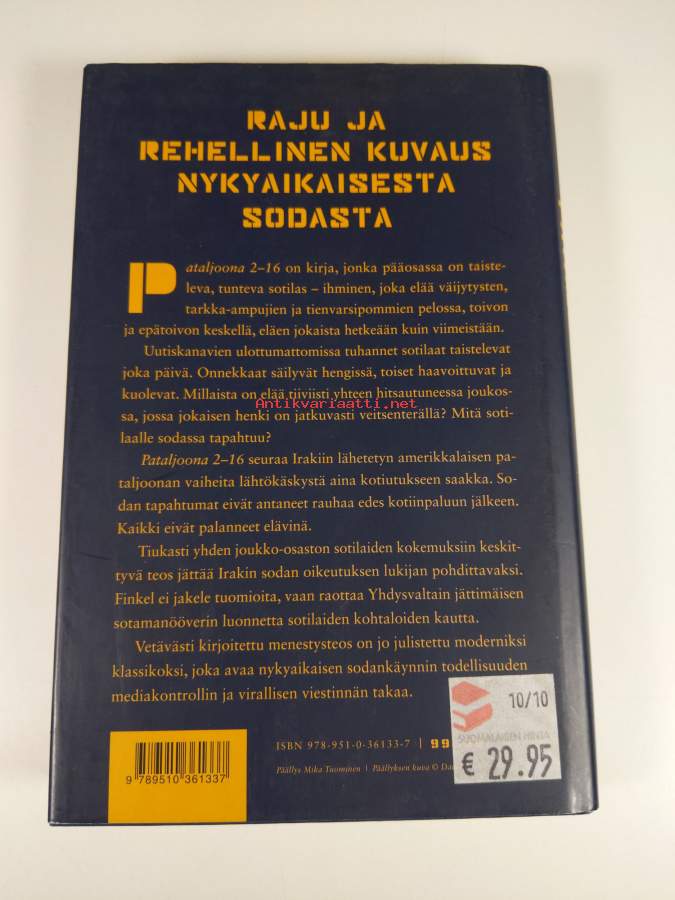 RAJU JA
REHELLINEN KUVAUS
NYKYAIKAISESTA
SODASTA
Pataljoona 2–16 on kirja, jonka pääosassa on taiste-
leva, tunteva sotilas – ihminen, joka elää väijytysten,
tarkka-ampujien ja tienvarsipommien pelossa, toivon
ja epätoivon keskellä, eläen jokaista hetkeään kuin viimeistään.
Uutiskanavien ulottumattomissa tuhannet sotilaat taistelevat
joka päivä. Onnekkaat säilyvät hengissä, toiset haavoittuvat ja
kuolevat. Millaista on elää tiiviisti yhteen hitsautuneessa joukos-
Antikvariaatti.net
sa, jossa jokaisen henki on jatkuvasti veitsenterällä? Mitä soti-
laalle sodassa tapahtuu?
Pataljoona 2–16 seuraa Irakiin lähetetyn amerikkalaisen pa-
taljoonan vaiheita lähtökäskystä aina kotiutukseen saakka. So-
dan tapahtumat eivät antaneet rauhaa edes kotiinpaluun jälkeen.
Kaikki eivät palanneet elävinä.
Tiukasti yhden joukko-osaston sotilaiden kokemuksiin keskit-
tyvä teos jättää Irakin sodan oikeutuksen lukijan pohdittavaksi.
Finkel ei jakele tuomioita, vaan raottaa Yhdysvaltain jättimäisen
sotamanööverin luonnetta sotilaiden kohtaloiden kautta.
Vetävästi kirjoitettu menestysteos on jo julistettu moderniksi
klassikoksi, joka avaa nykyaikaisen sodankäynnin todellisuuden
mediakontrollin ja virallisen viestinnän takaa.
10/10
SUOMALAISEN HINTA
€ 29.95
ISBN 978-951-0-36133-7 | 99
Päällys Mika Tuominen | Päällyksen kuva ©
9 789510 361337